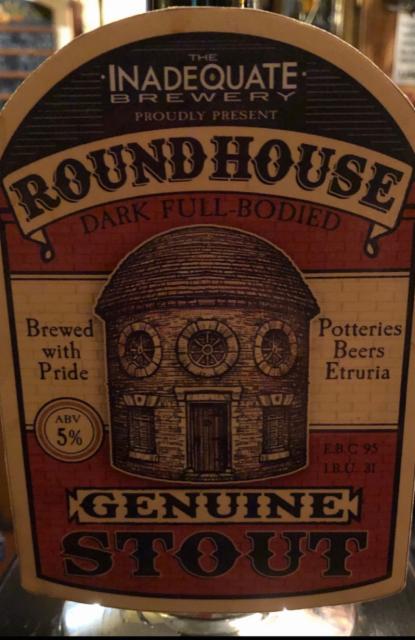 THE
INADEQUATE
BREWERY
PROUDLY PRESENT
ROUNDHOUSE
DARK FULL-BODIED
Brewed
with
Pride
Potteries
Beers
Etruria
ABV
5%
E.B.C 95
I.B.U. 31
GENUINE
STOUT